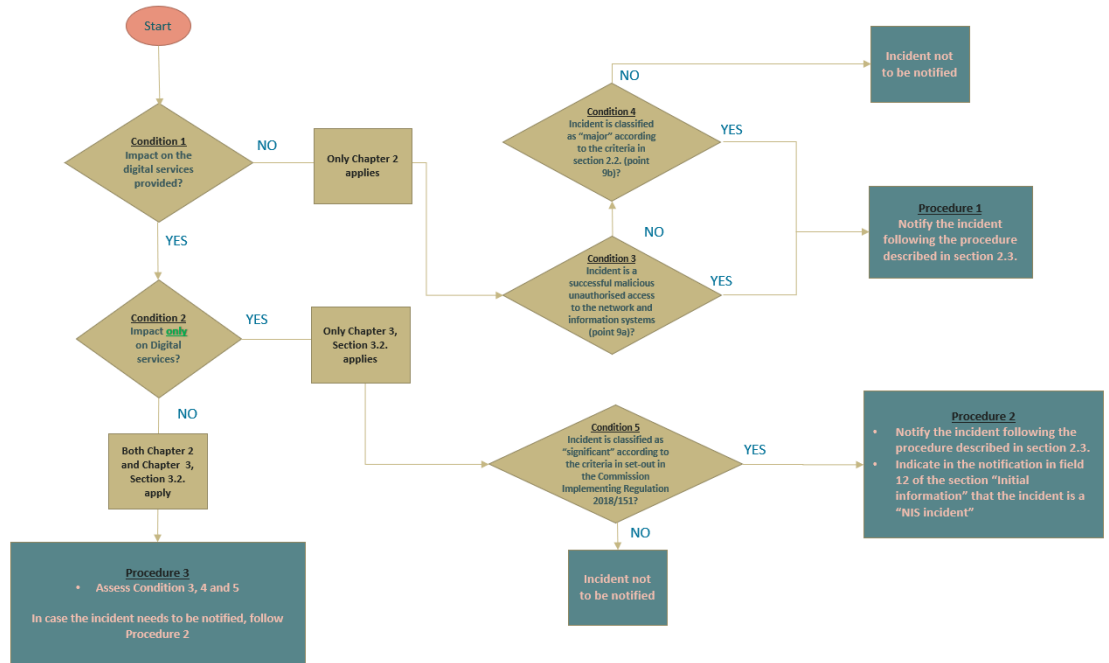 Start
Condition 1
Impact on the
digital services
provided?
NO
Only Chapter 2
applies
YES
Condition 2
Impact only
on Digital
services?
YES
Only Chapter 3,
Section 3.2.
applies
NO
Both Chapter 2
and Chapter 3,
Section 3.2.
apply
Procedure 3
• Assess Condition 3, 4 and 5
In case the incident needs to be notified, follow
Procedure 2
Incident not
to be notified
NO
Condition 4
Incident is classified
as “major” according
to the criteria in
section 2.2. (point
9b)?
YES
NO
Condition 3
Incident is a
successful malicious
unauthorised access
to the network and
information systems
(point 9a)?
YES
Procedure 1
Notify the incident
following the procedure
described in section 2.3.
Condition 5
Incident is classified as
“significant” according to
the criteria in set-out in
the Commission
Implementing Regulation
2018/151?
YES
Procedure 2
• Notify the incident following the
procedure described in section 2.3.
• Indicate in the notification in field
12 of the section “Initial
information” that the incident is a
“NIS incident”
NO
Incident not
to be notified